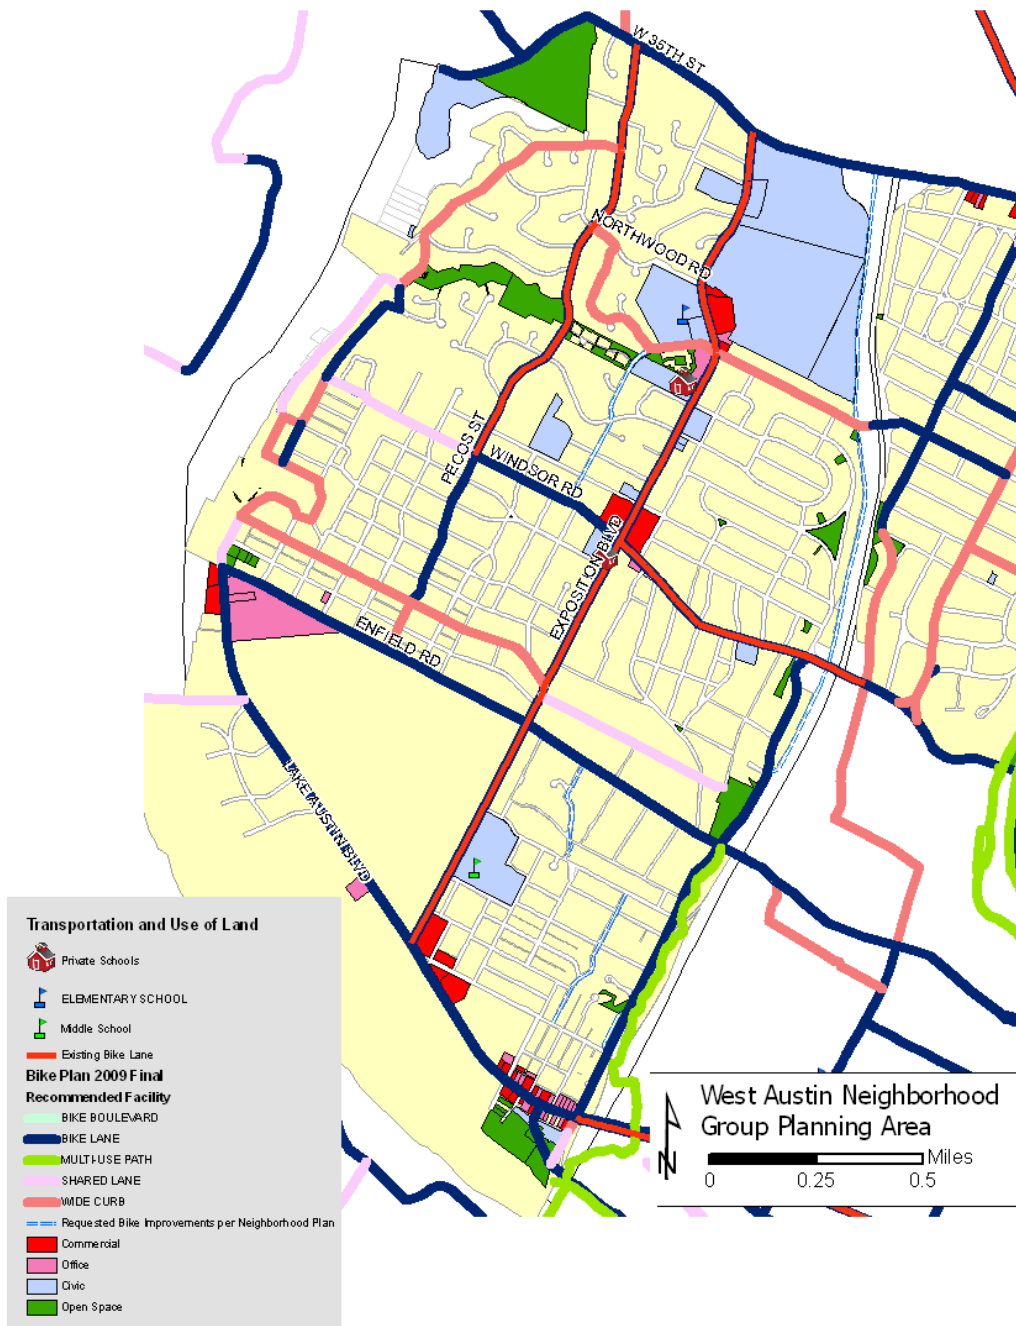 W 35TH ST
NORTHWOOD RD
PECOS ST
WINDSOR RD
EXPOSITION BLVD
ENFIELD RD
LAKE AUSTIN BLVD
Transportation and Use of Land
Private Schools
ELEMENTARY SCHOOL
Middle School
Existing Bike Lane
Bike Plan 2009 Final
Recommended Facility
BIKE BOULEVARD
BIKE LANE
MULTI-USE PATH
SHARED LANE
WIDE CURB
Requested Bike Improvements per Neighborhood Plan
Commercial
Office
Civic
Open Space
West Austin Neighborhood
Group Planning Area
N
Miles
0 0.25 0.5